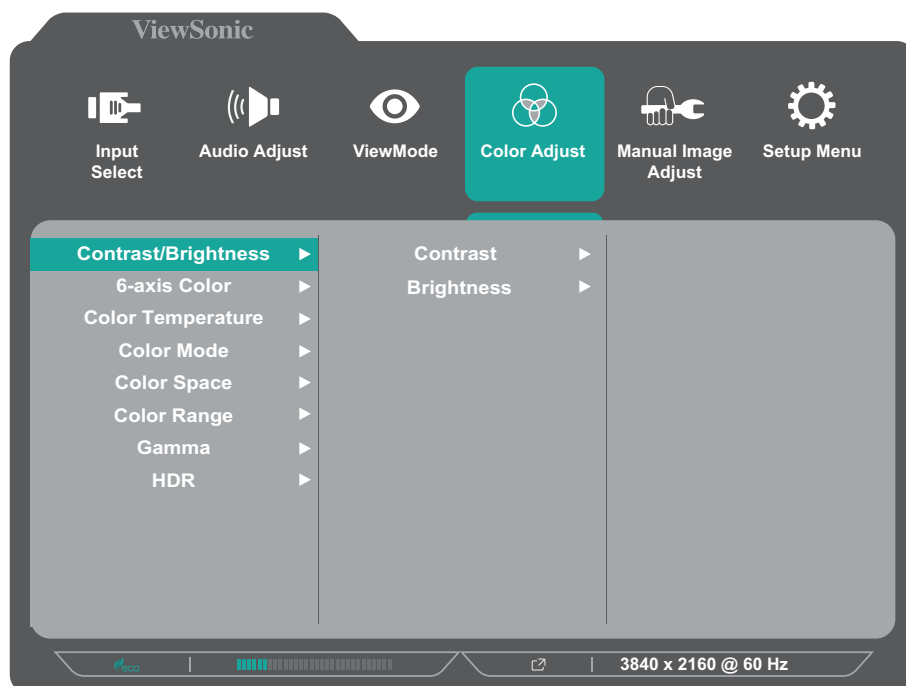 ViewSonic
Input Select
Audio Adjust
ViewMode
Color Adjust
Manual Image Adjust
Setup Menu
Contrast/Brightness
Contrast
6-axis Color
Brightness
Color Temperature
Color Mode
Color Space
Color Range
Gamma
HDR
eco
3840 x 2160 @ 60 Hz